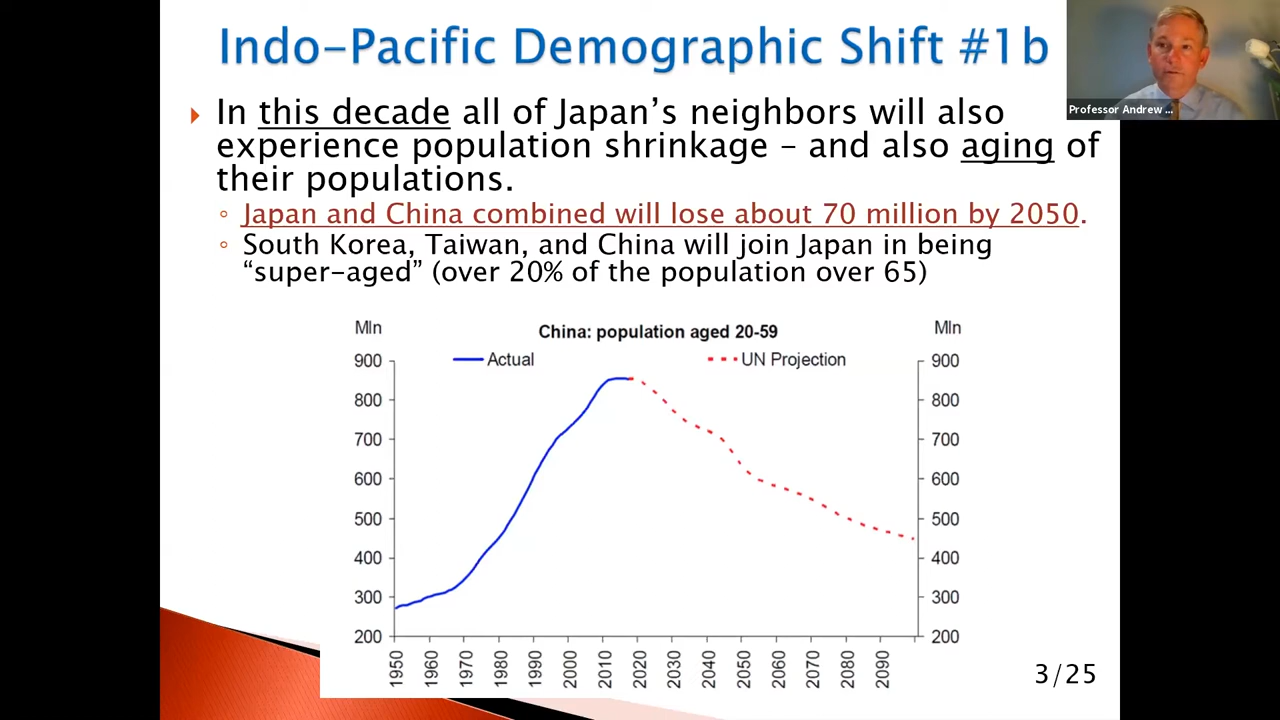 Indo-Pacific Demographic Shift #1b
Professor Andrew ...
In this decade all of Japan's neighbors will also
experience population shrinkage – and also aging of
their populations.
Japan and China combined will lose about 70 million by 2050.
South Korea, Taiwan, and China will join Japan in being
“super-aged” (over 20% of the population over 65)
Mln
China: population aged 20-59
Mln
Actual
UN Projection
900
900
800
800
700
700
600
600
500
500
400
400
300
300
200
200
1950
1960
1970
1980
1990
2000
2010
2020
2030
2040
2050
2060
2070
2080
2090
3/25